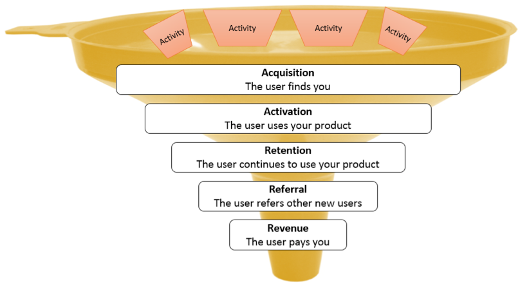 Activity
Activity
Activity
Activity
Acquisition
The user finds you
Activation
The user uses your product
Retention
The user continues to use your product
Referral
The user refers other new users
Revenue
The user pays you